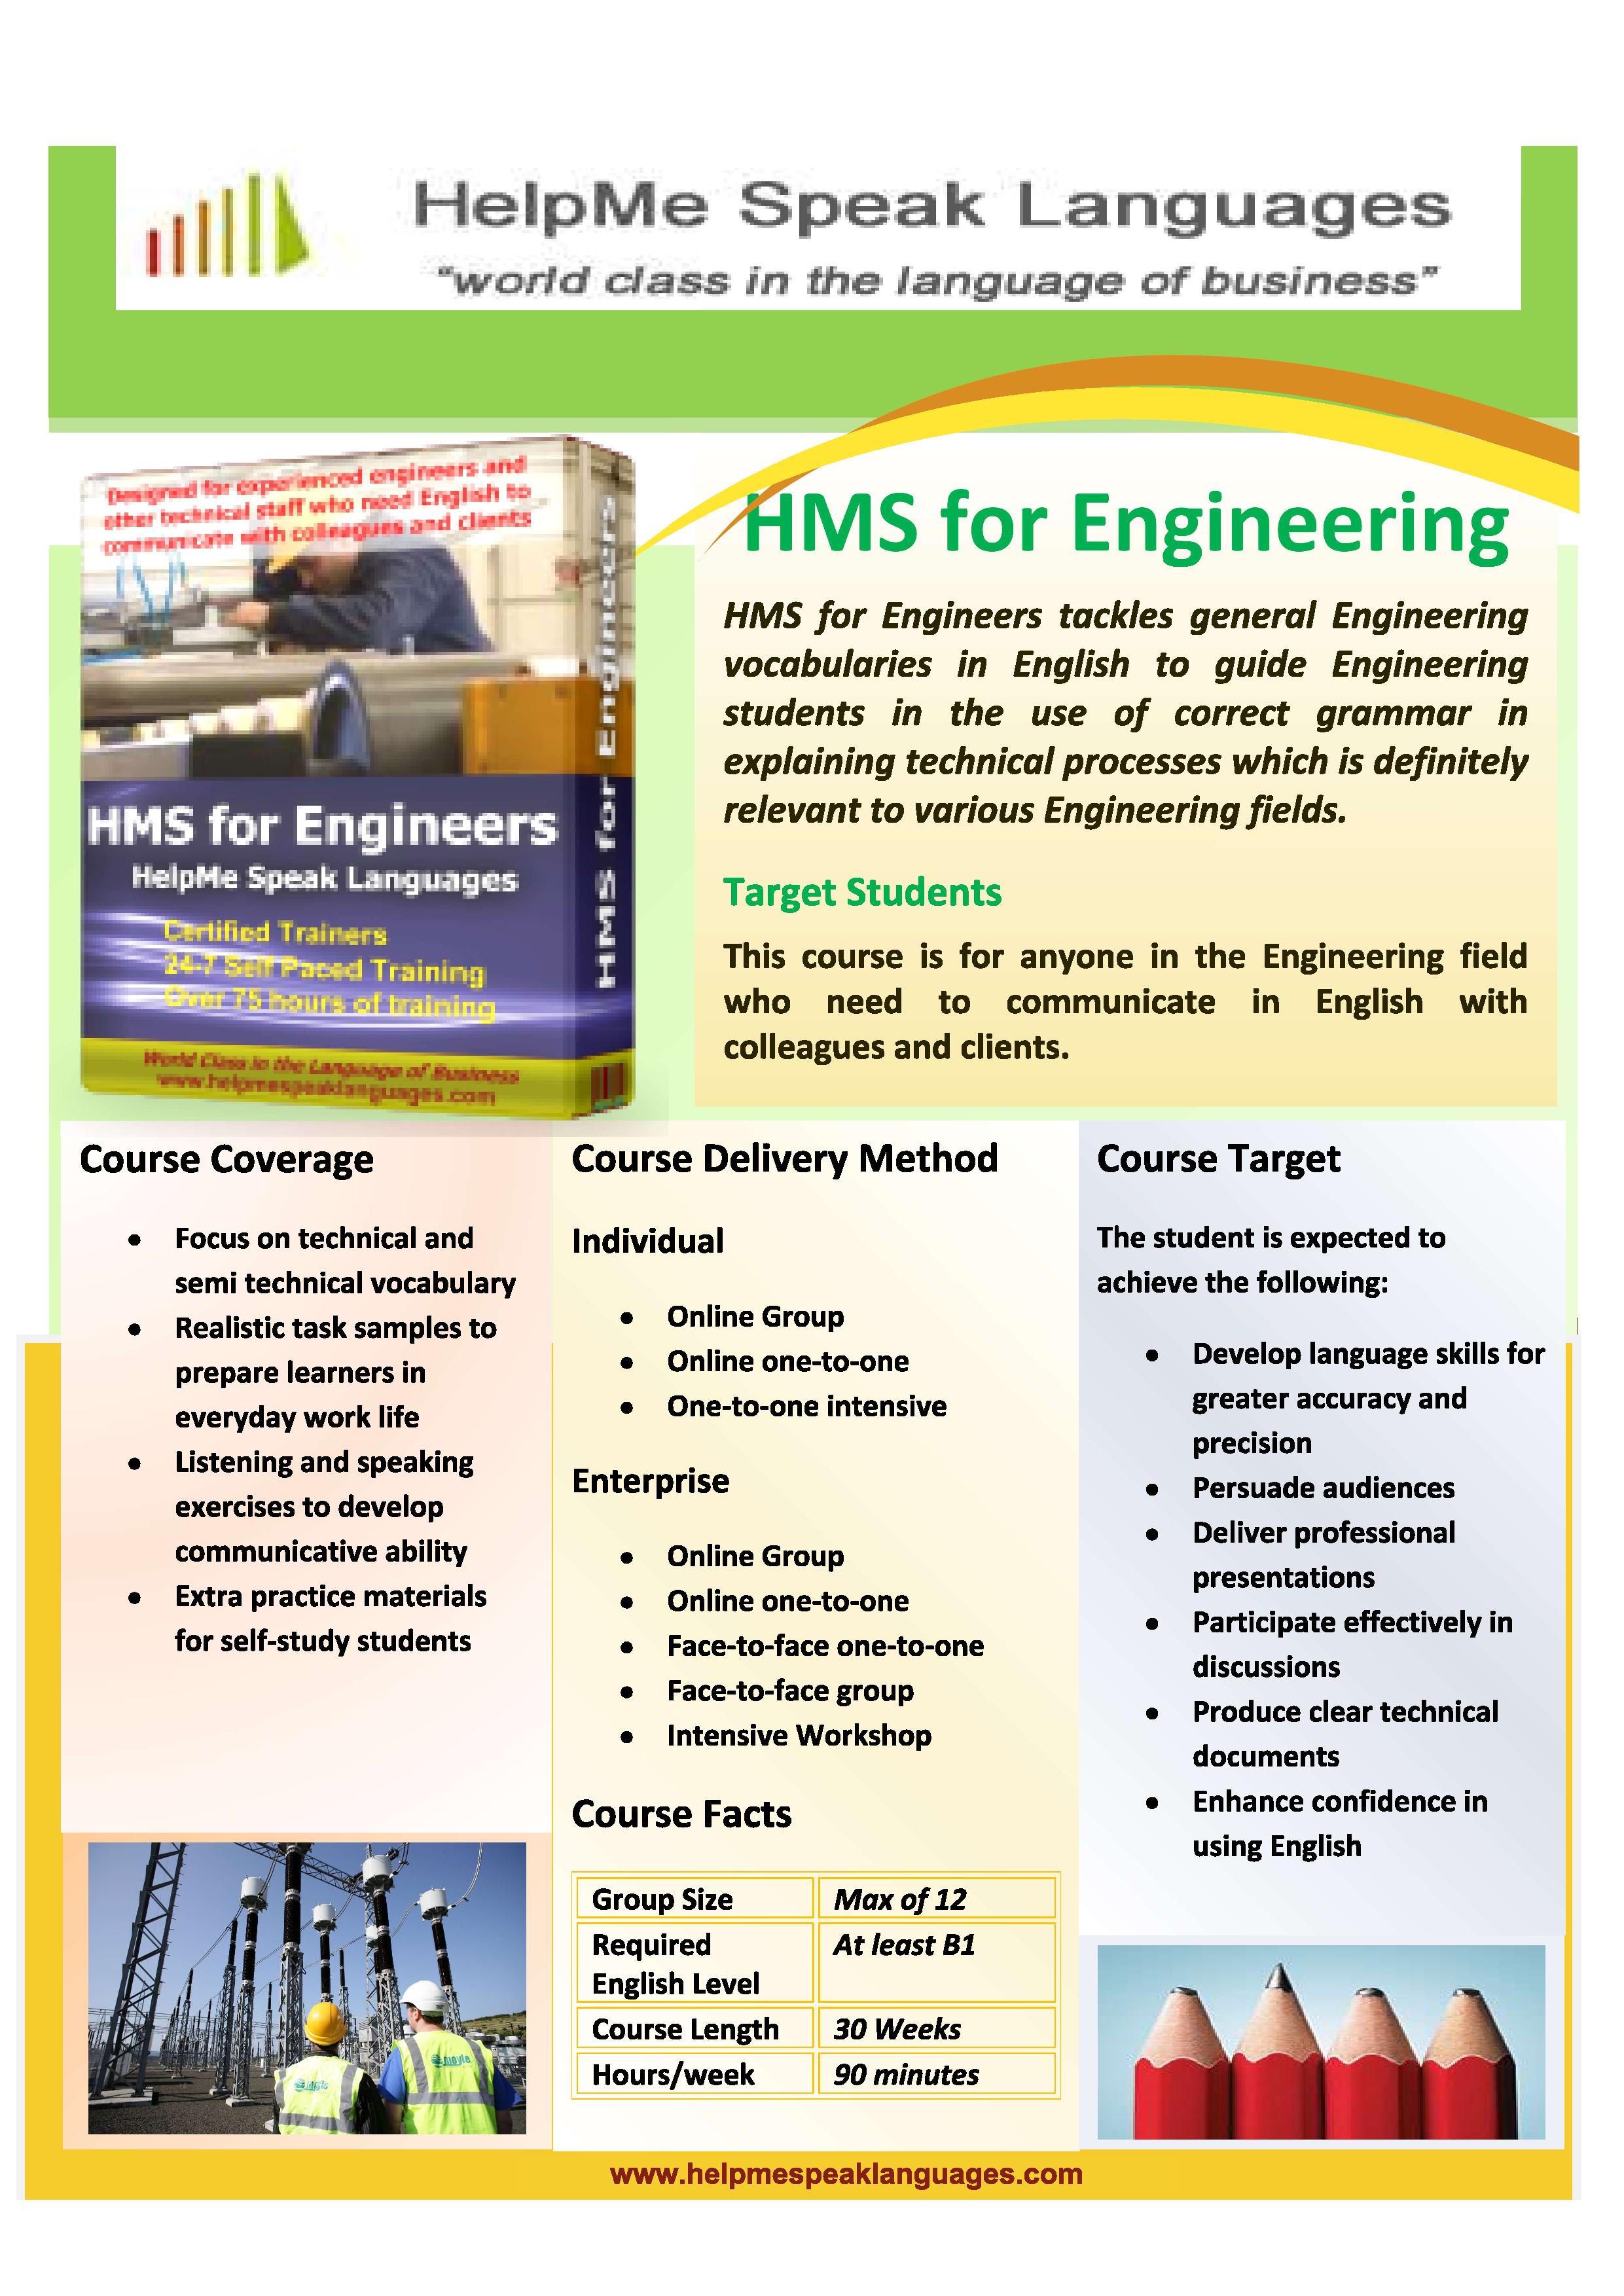 HelpMe Speak Languages
"world class in the language of business"
Designed for experienced engineers and
other technical staff who need English to
communicate with colleagues and clients
HMS for Engineers
HelpMe Speak Languages
Certified Trainers
24-7 Self Paced Training
Over 75 hours of training
World Class in the Language of Business
www.helpmespeaklanguages.com
HMS for Engineers
HMS for Engineering
HMS for Engineers tackles general Engineering
vocabularies in English to guide Engineering
students in the use of correct grammar in
explaining technical processes which is definitely
relevant to various Engineering fields.
Target Students
This course is for anyone in the Engineering field
who need to communicate in English with
colleagues and clients.
Course Coverage
• Focus on technical and
semi technical vocabulary
• Realistic task samples to
prepare learners in
everyday work life
• Listening and speaking
exercises to develop
communicative ability
• Extra practice materials
for self-study students
Course Delivery Method
Individual
• Online Group
• Online one-to-one
• One-to-one intensive
Enterprise
• Online Group
• Online one-to-one
• Face-to-face one-to-one
• Face-to-face group
• Intensive Workshop
Course Facts
Group Size Max of 12
Required At least B1
English Level
Course Length 30 Weeks
Hours/week 90 minutes
Course Target
The student is expected to
achieve the following:
• Develop language skills for
greater accuracy and
precision
• Persuade audiences
• Deliver professional
presentations
• Participate effectively in
discussions
• Produce clear technical
documents
• Enhance confidence in
using English
www.helpmespeaklanguages.com